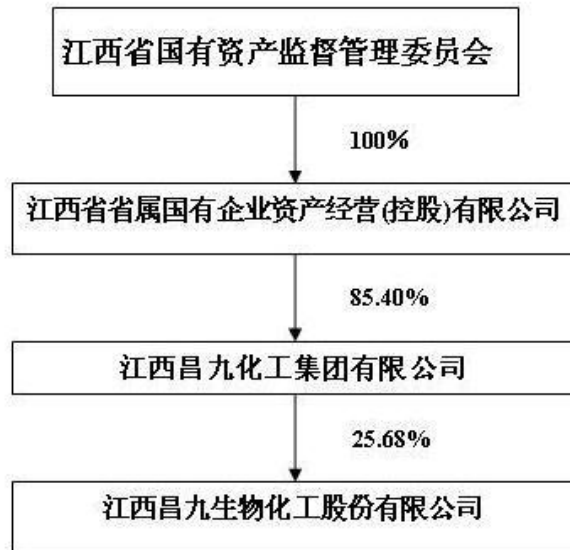 江西省国有资产监督管理委员会
100%
江西省省属国有企业资产经营(控股)有限公司
85.40%
江西昌九化工集团有限公司
25.68%
江西昌九生物化工股份有限公司